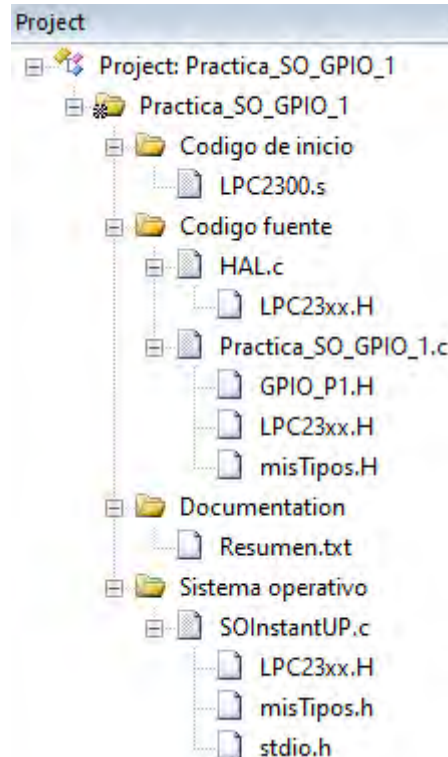 Project
Project: Practica_SO_GPIO_1
Practica_SO_GPIO_1
Codigo de inicio
LPC2300.s
Codigo fuente
HAL.c
LPC23xx.H
Practica_SO_GPIO_1.c
GPIO_P1.H
LPC23xx.H
misTipos.H
Documentation
Resumen.txt
Sistema operativo
SOInstantUP.c
LPC23xx.H
misTipos.h
stdio.h